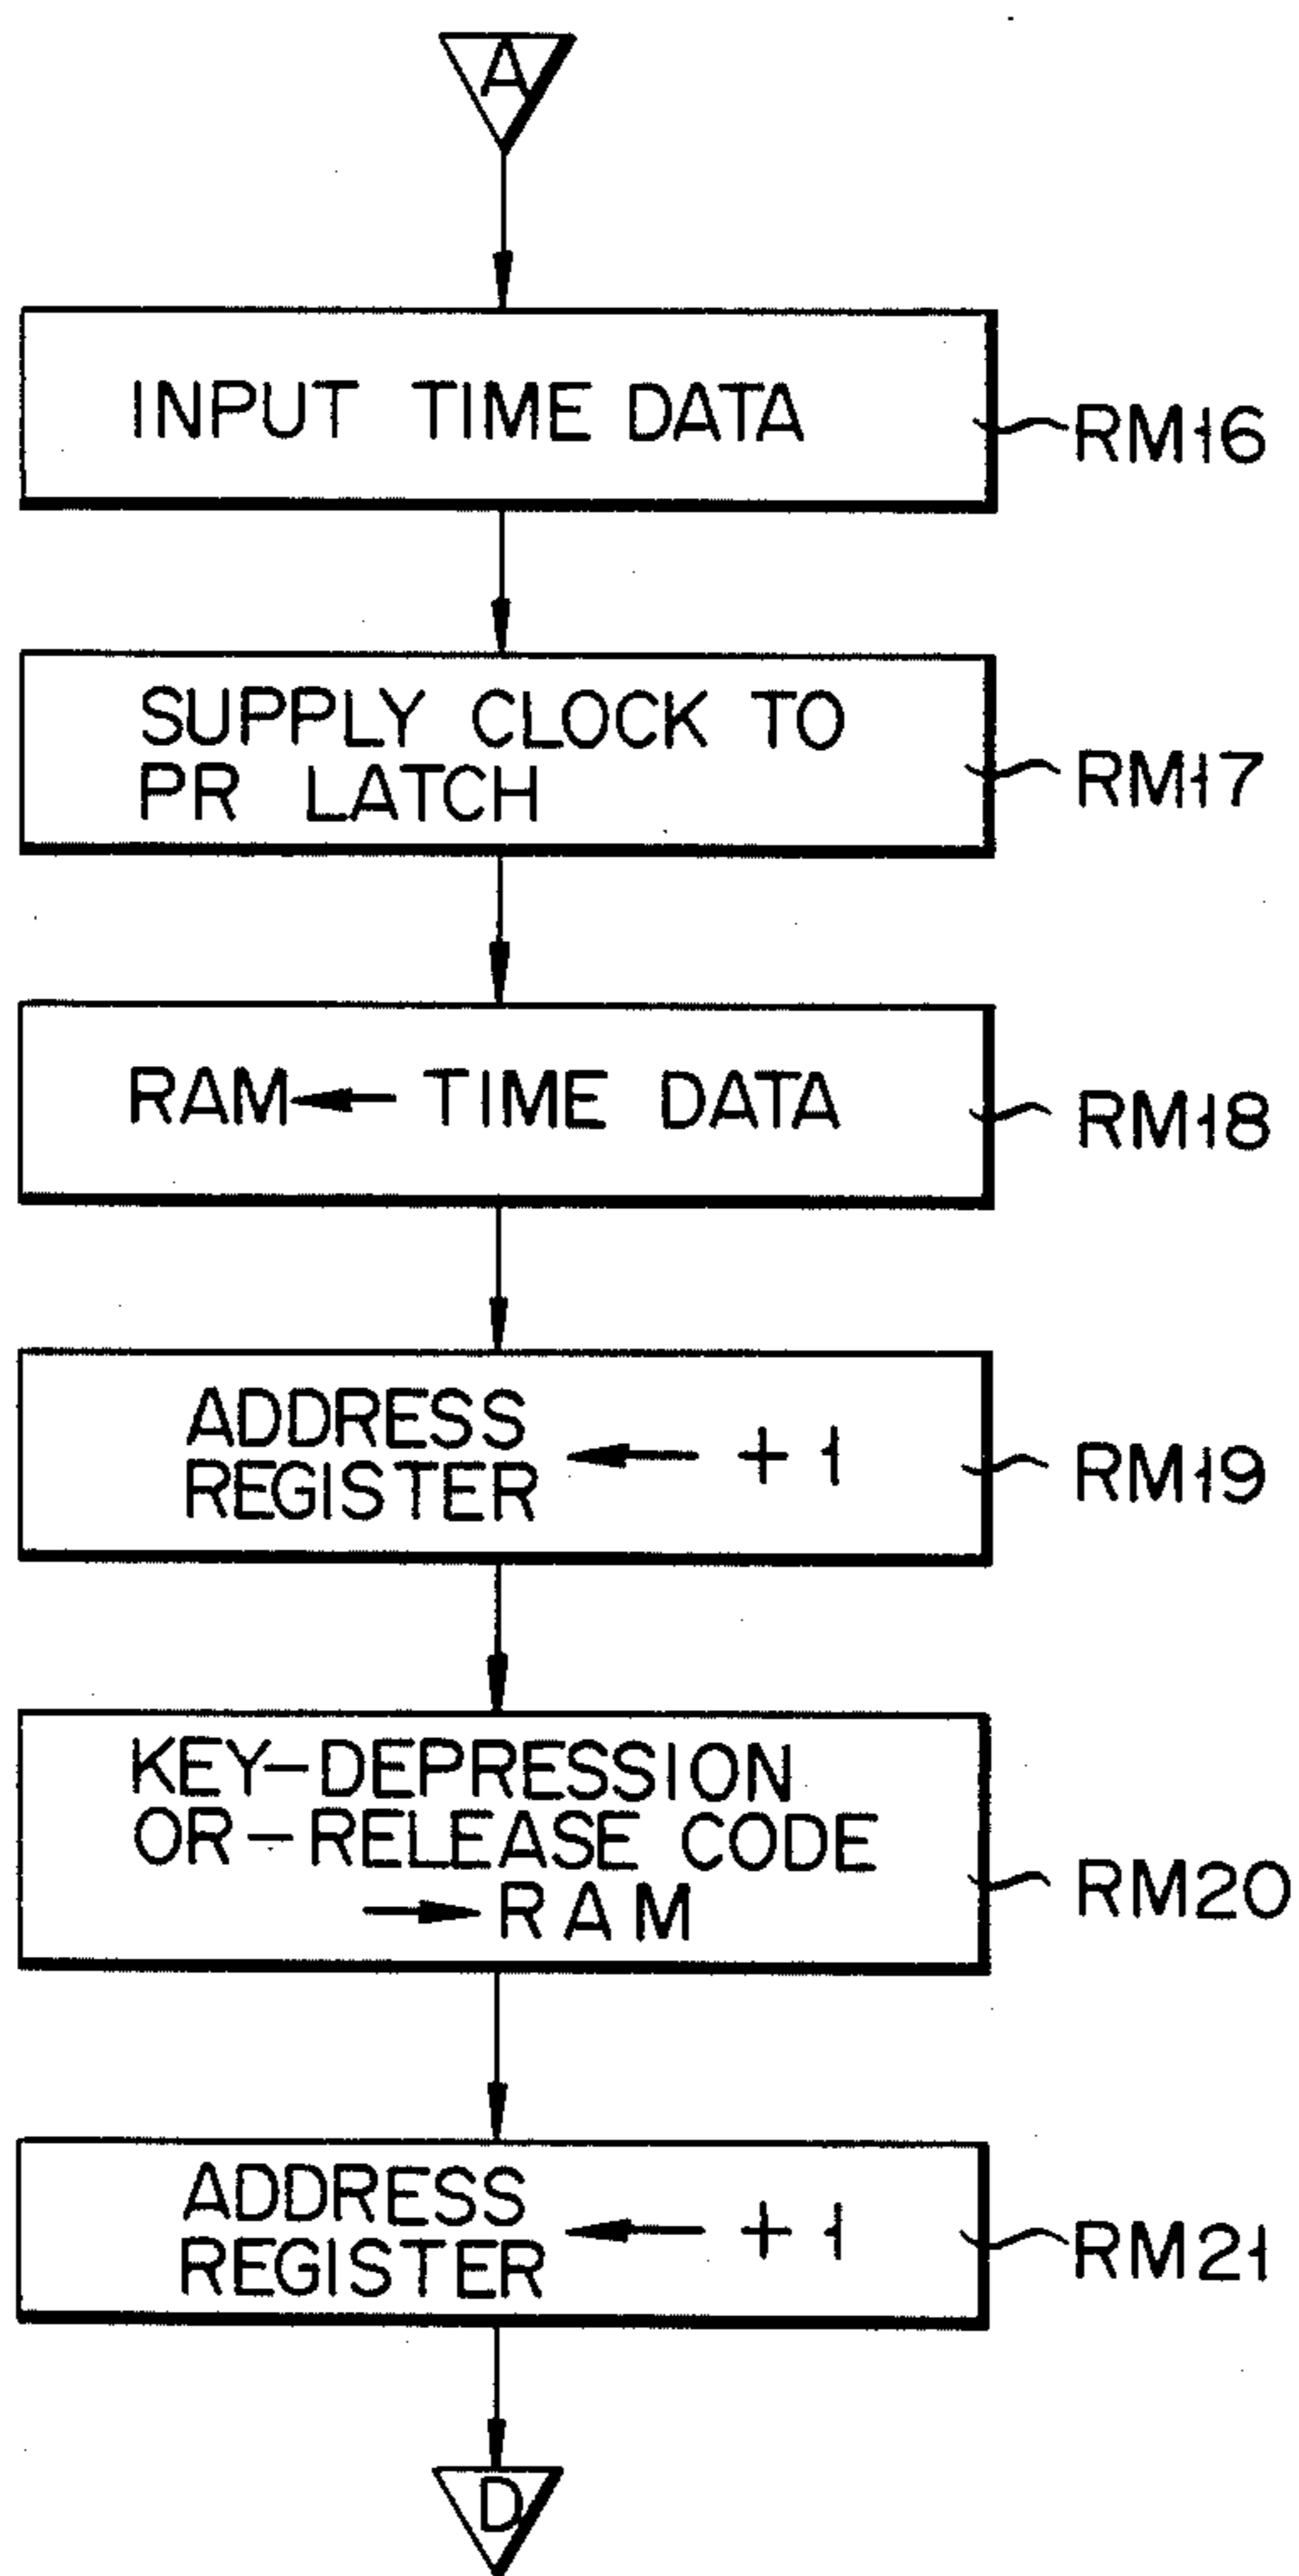 A
INPUT TIME DATA
RM16
SUPPLY CLOCK TO
PR LATCH
RM17
RAM ← TIME DATA
RM18
ADDRESS
REGISTER ← +1
RM19
KEY-DEPRESSION
OR-RELEASE CODE
→ RAM
RM20
ADDRESS
REGISTER ← +1
RM21
D